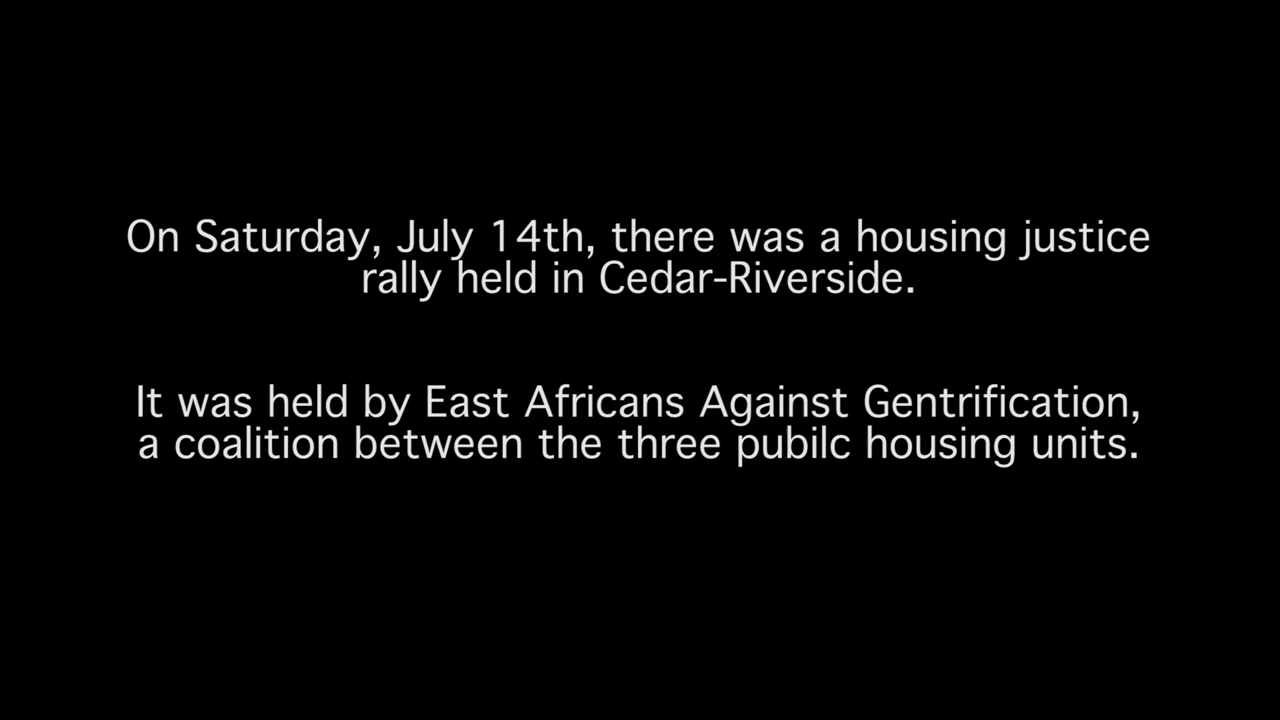 On Saturday, July 14th, there was a housing justice
rally held in Cedar-Riverside.
It was held by East Africans Against Gentrification,
a coalition between the three pubilc housing units.